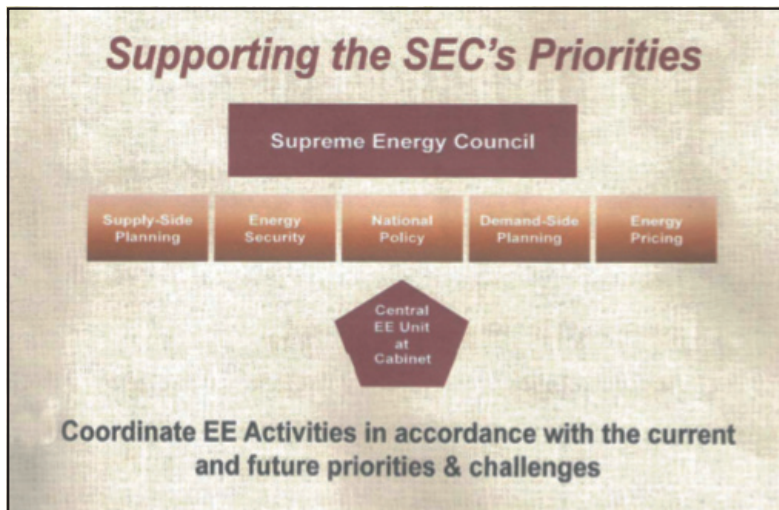 Supporting the SEC's Priorities
Supreme Energy Council
Supply-Side
Planning
Energy
Security
National
Policy
Demand-Side
Planning
Energy
Pricing
Central
EE Unit
at
Cabinet
Coordinate EE Activities in accordance with the current
and future priorities & challenges